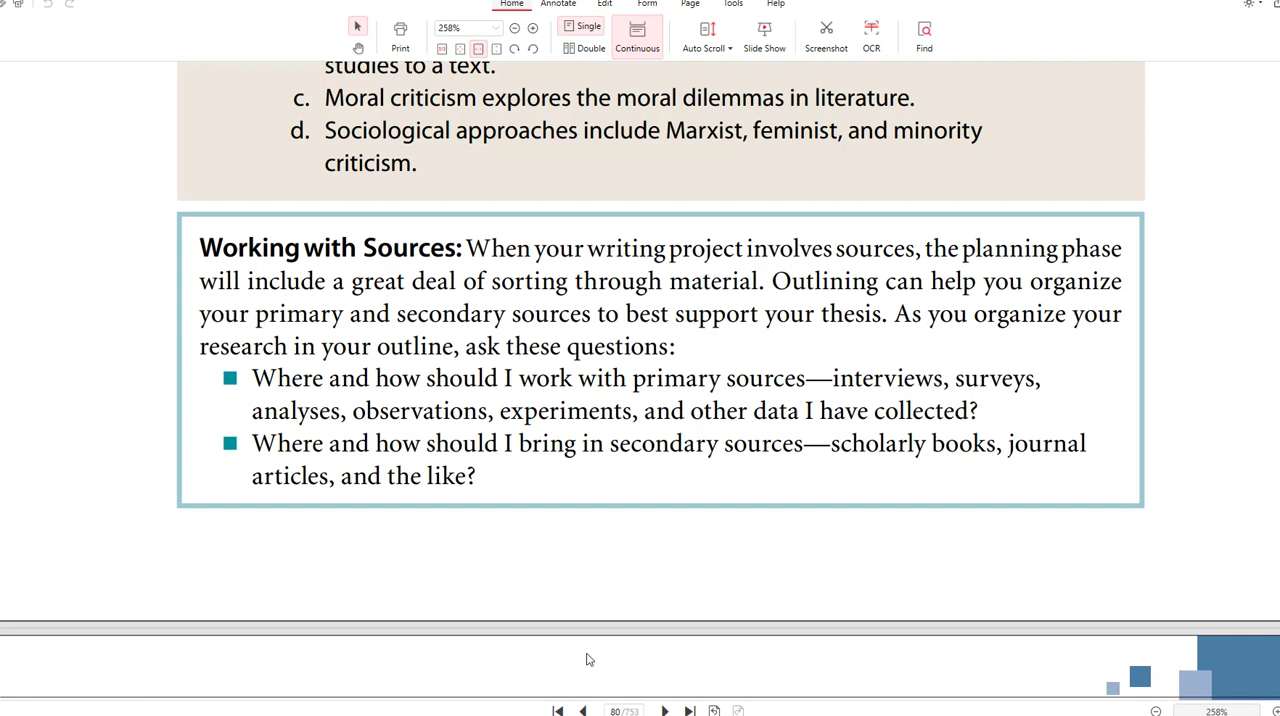 Home Annotate Edit Form Page Tools Help
258% Single
Print Double Continuous Auto Scroll Slide Show Screenshot OCR Find
studies to a text.
c. Moral criticism explores the moral dilemmas in literature.
d. Sociological approaches include Marxist, feminist, and minority
criticism.
Working with Sources: When your writing project involves sources, the planning phase
will include a great deal of sorting through material. Outlining can help you organize
your primary and secondary sources to best support your thesis. As you organize your
research in your outline, ask these questions:
■ Where and how should I work with primary sources—interviews, surveys,
analyses, observations, experiments, and other data I have collected?
■ Where and how should I bring in secondary sources—scholarly books, journal
articles, and the like?
80 /753 258%